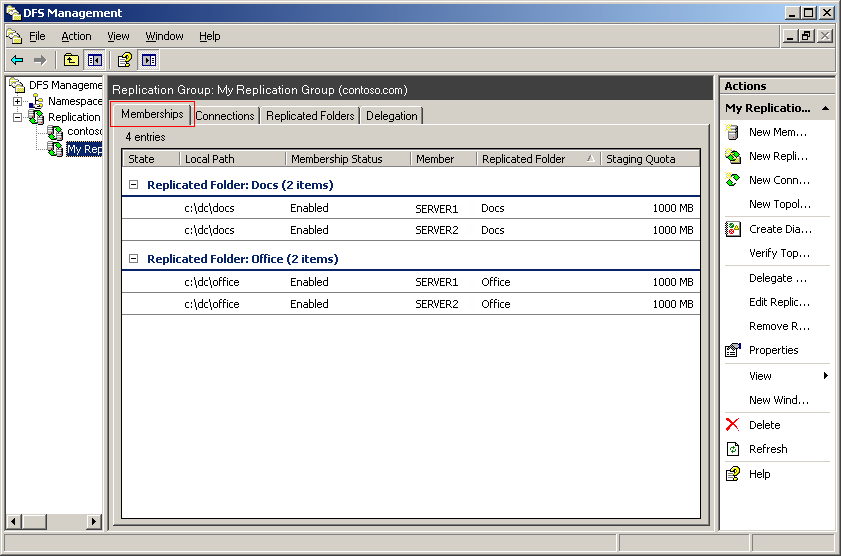 DFS Management
File Action View Window Help
DFS Manageme
Namespace
Replication
contoso
My Rep
Replication Group: My Replication Group (contoso.com)
Memberships Connections Replicated Folders Delegation
4 entries
State Local Path Membership Status Member Replicated Folder Staging Quota
Replicated Folder: Docs (2 items)
c:\dc\docs Enabled SERVER1 Docs 1000 MB
c:\dc\docs Enabled SERVER2 Docs 1000 MB
Replicated Folder: Office (2 items)
c:\dc\office Enabled SERVER1 Office 1000 MB
c:\dc\office Enabled SERVER2 Office 1000 MB
Actions
My Replicatio...
New Mem...
New Repli...
New Conn...
New Topol...
Create Dia...
Verify Top...
Delegate ...
Edit Replic...
Remove R...
Properties
View
New Wind...
Delete
Refresh
Help